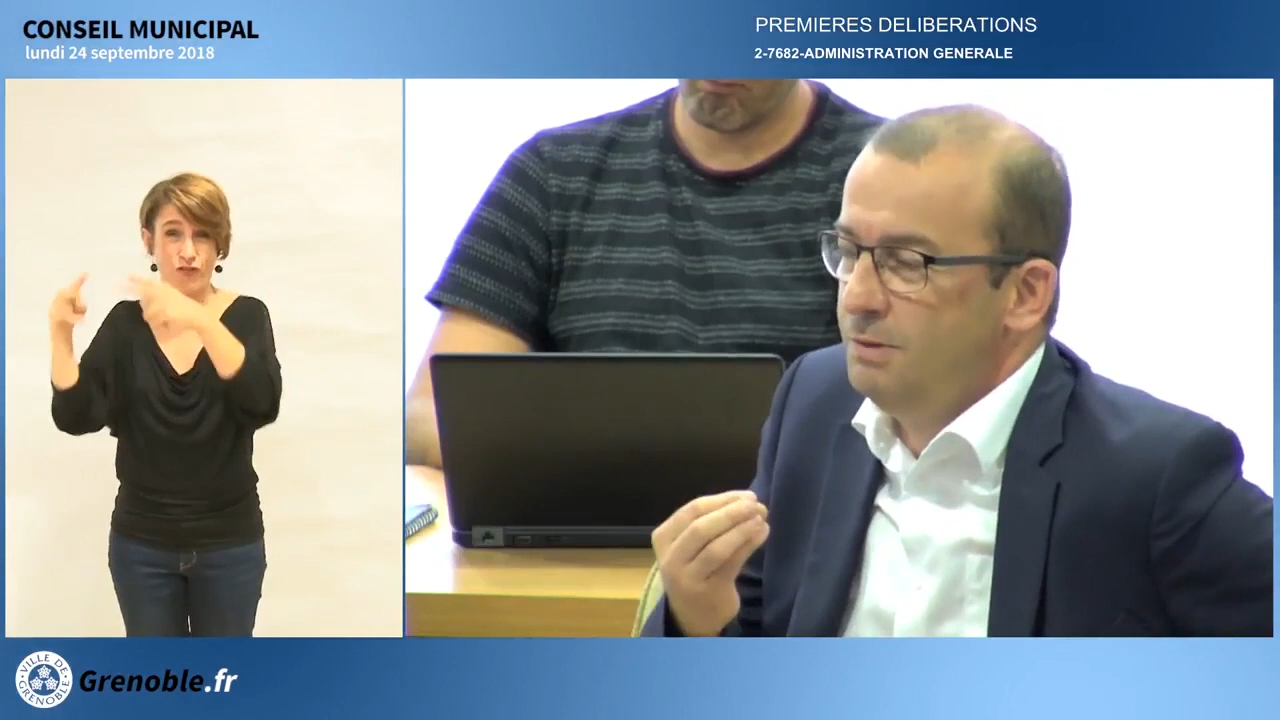 CONSEIL MUNICIPAL
lundi 24 septembre 2018
PREMIERES DELIBERATIONS
2-7682-ADMINISTRATION GENERALE
VILLE DE
GRENOBLE
Grenoble.fr